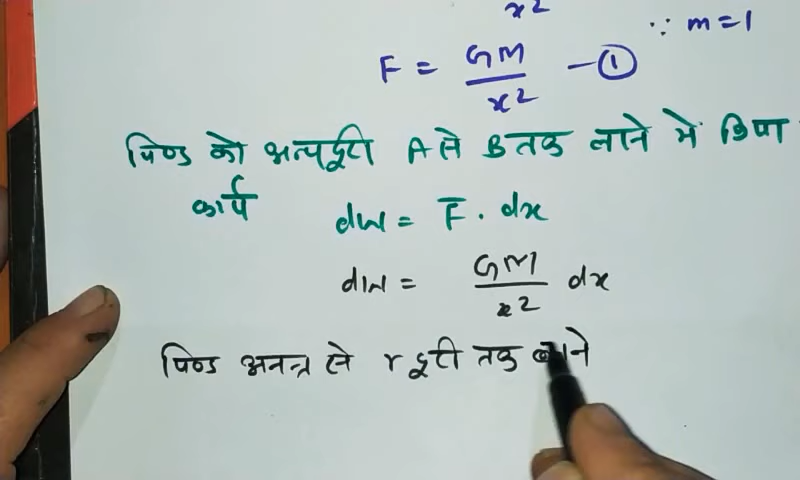 x²
∵ m=1
F = GM/x² —①
पिण्ड को अल्पदूरी A से B तक लाने में किया
कार्य dW = F̅ . dx
dW = GM/x² dx
पिण्ड अनन्त से r दूरी तक लाने